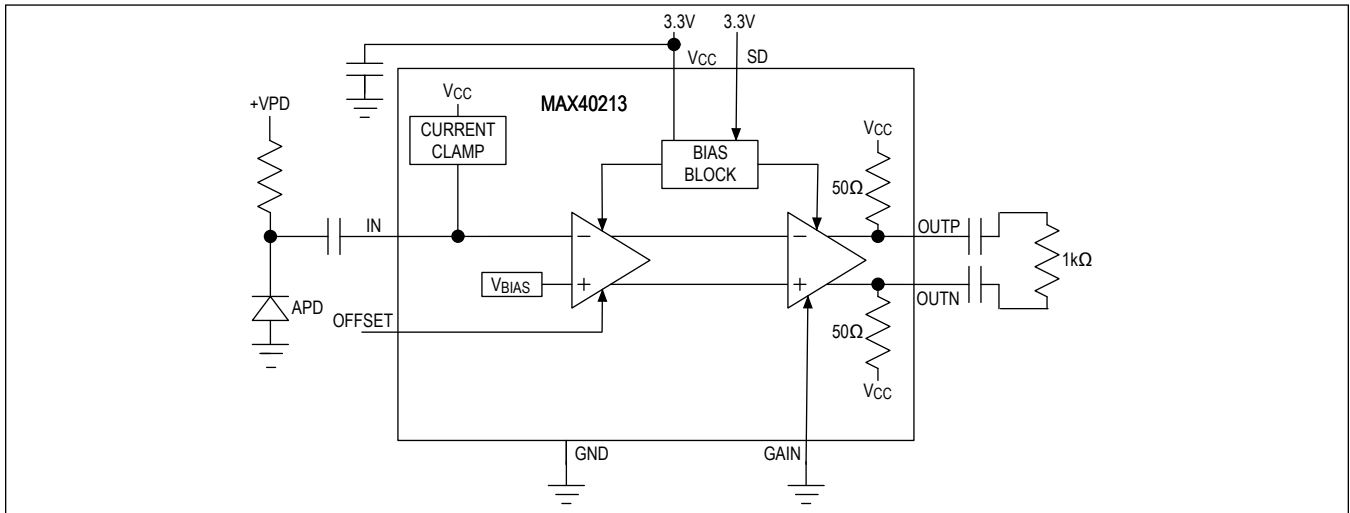 3.3V 3.3V
VCC SD
+VPD
VCC
MAX40213
CURRENT
CLAMP
VCC
BIAS
BLOCK
50Ω
IN
OUTP
1kΩ
VBIAS
APD
OFFSET
OUTN
50Ω
VCC
GND
GAIN
− + − +